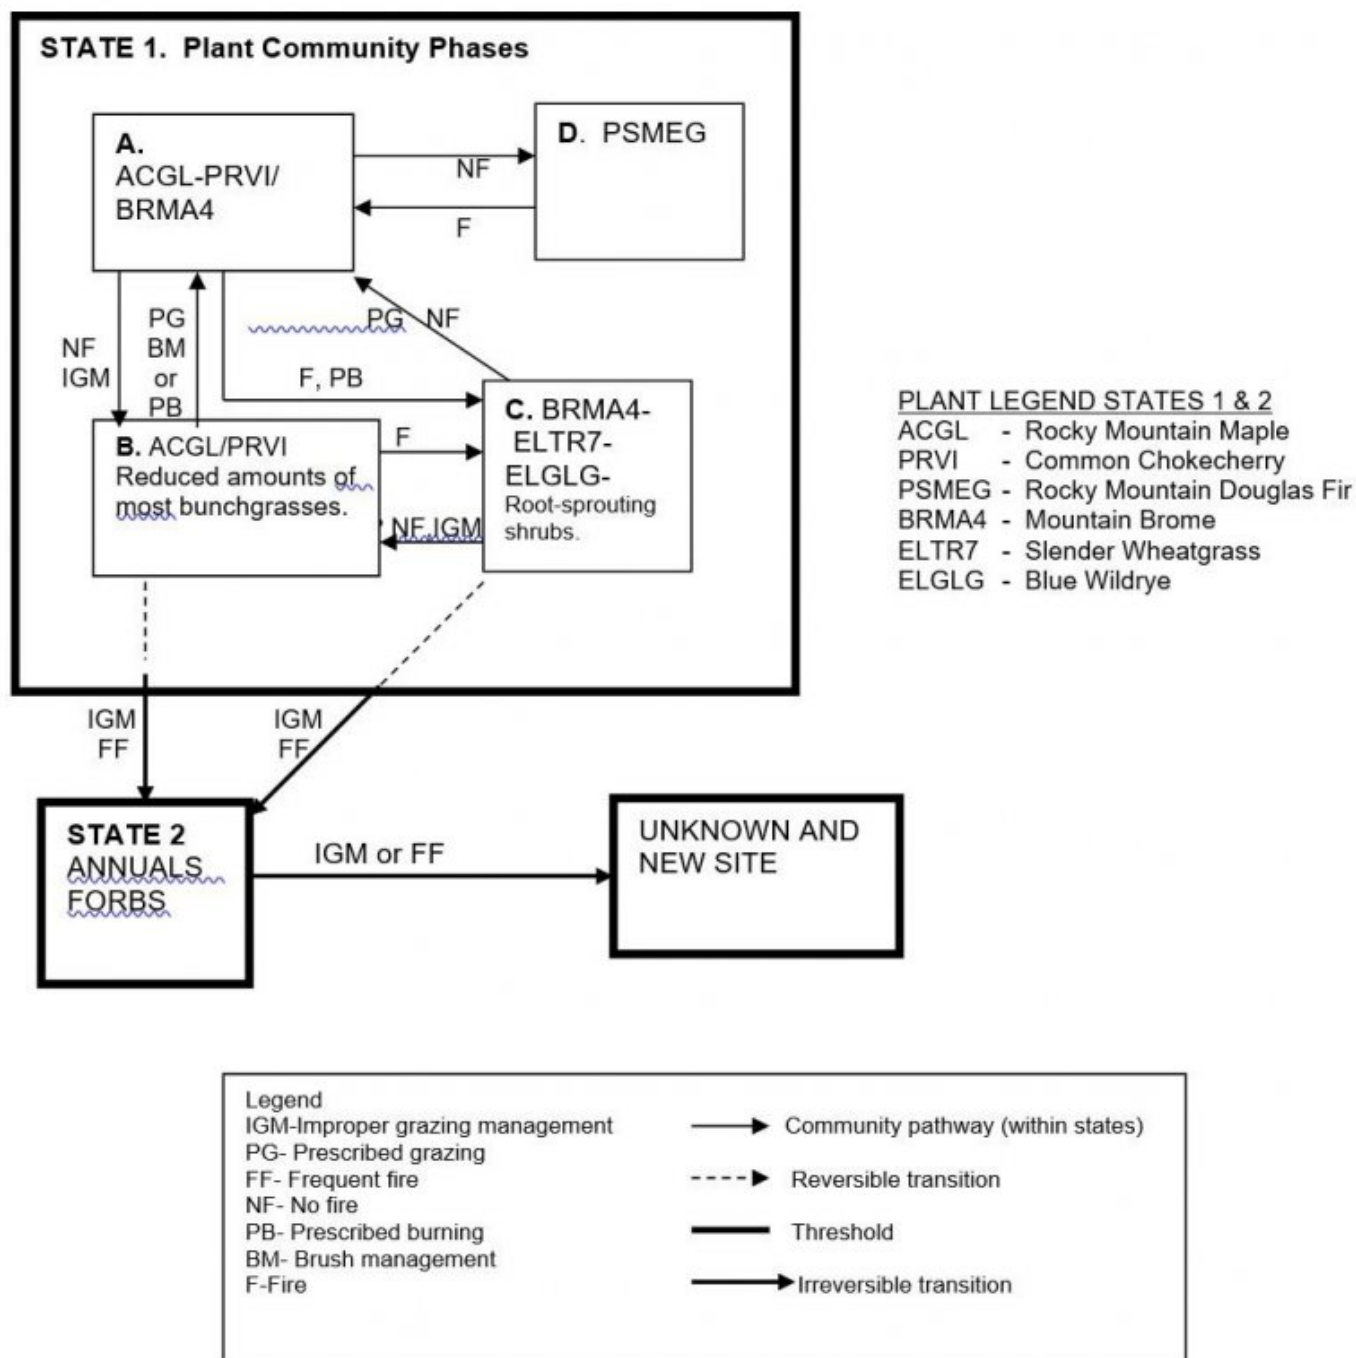 STATE 1. Plant Community Phases
A.
ACGL-PRVI/
BRMA4
D. PSMEG
NF
F
NF
IGM
PG
BM
or
PB
PG NF
F, PB
B. ACGL/PRVI
Reduced amounts of
most bunchgrasses.
F
NF,IGM
C. BRMA4-
ELTR7-
ELGLG-
Root-sprouting
shrubs.
PLANT LEGEND STATES 1 & 2
ACGL - Rocky Mountain Maple
PRVI - Common Chokecherry
PSMEG - Rocky Mountain Douglas Fir
BRMA4 - Mountain Brome
ELTR7 - Slender Wheatgrass
ELGLG - Blue Wildrye
IGM
FF
IGM
FF
STATE 2
ANNUALS
FORBS
IGM or FF
UNKNOWN AND
NEW SITE
Legend
IGM-Improper grazing management
PG- Prescribed grazing
FF- Frequent fire
NF- No fire
PB- Prescribed burning
BM- Brush management
F-Fire
Community pathway (within states)
Reversible transition
Threshold
Irreversible transition